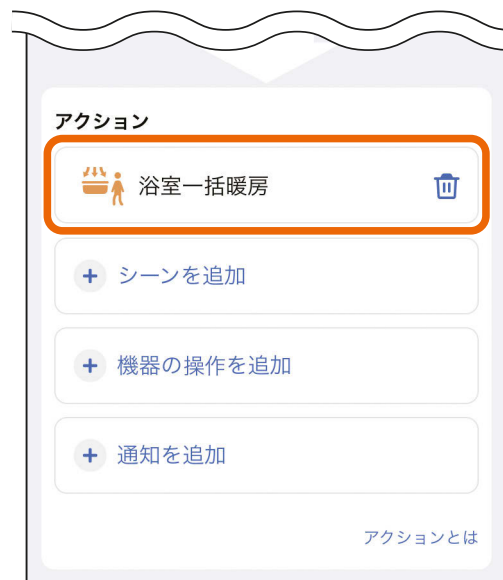 アクション
浴室一括暖房
シーンを追加
機器の操作を追加
通知を追加
アクションとは